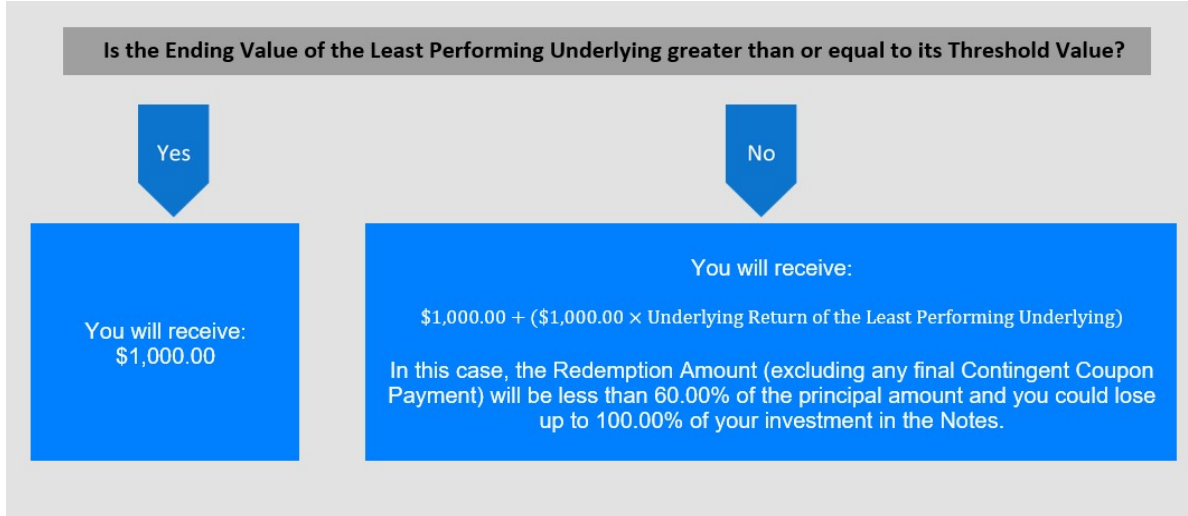 Is the Ending Value of the Least Performing Underlying greater than or equal to its Threshold Value?
Yes
No
You will receive:
$1,000.00
You will receive:
$1,000.00 + ($1,000.00 × Underlying Return of the Least Performing Underlying)
In this case, the Redemption Amount (excluding any final Contingent Coupon
Payment) will be less than 60.00% of the principal amount and you could lose
up to 100.00% of your investment in the Notes.